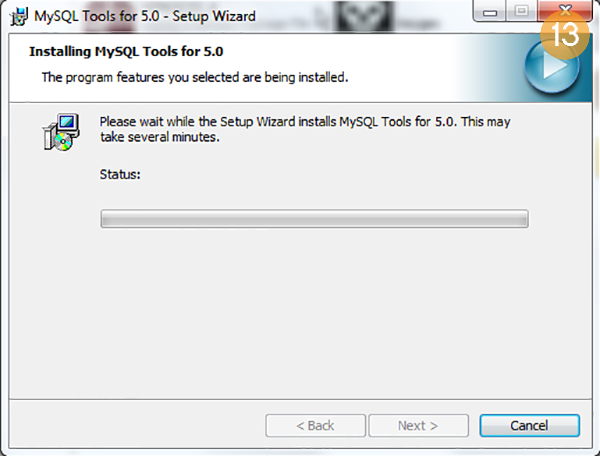 MySQL Tools for 5.0 - Setup Wizard
13
Installing MySQL Tools for 5.0
The program features you selected are being installed.
Please wait while the Setup Wizard installs MySQL Tools for 5.0. This may
take several minutes.
Status:
< Back
Next >
Cancel